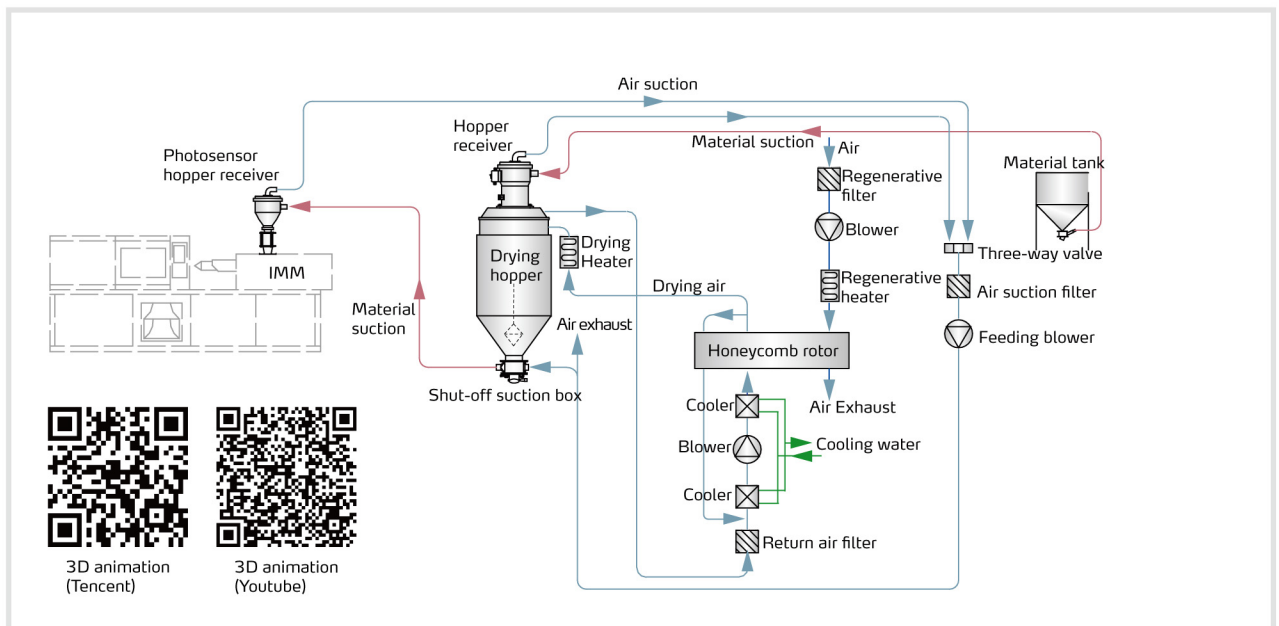 Air suction
Hopper
receiver
Material suction
Air
Photosensor
hopper receiver
Material tank
Regenerative
filter
Blower
Drying
Heater
Drying
hopper
Three-way valve
IMM
Regenerative
heater
Drying air
Air suction filter
Material
suction
Air exhaust
Feeding blower
Honeycomb rotor
Shut-off suction box
Cooler
Air Exhaust
Blower
Cooling water
Cooler
Return air filter
3D animation
(Tencent)
3D animation
(Youtube)